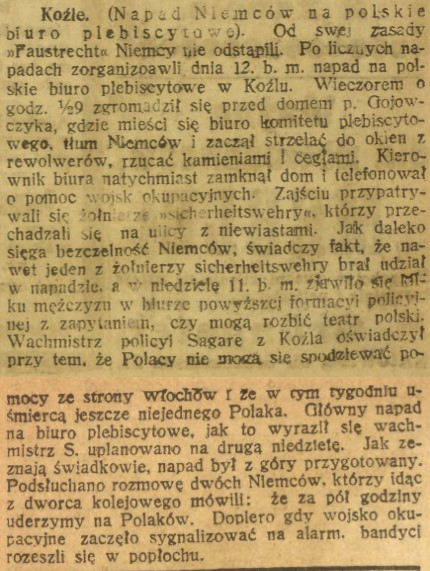 Koźle. (Napad Niemców na polskie
biuro plebiscytowe). Od swej zasady
»Faustrecht« Niemcy nie odstąpili. Po licznych na-
padach zorganizoawli dnia 12. b. m. napad na pol-
skie biuro plebiscytowe w Koźlu. Wieczorem o
godz. ½9 zgromadził się przed domem p. Gojow-
czyka, gdzie mieści się biuro komitetu plebiscyto-
wego, tłum Niemców i zaczął strzelać do okien z
rewolwerów, rzucać kamieniami i cegłami. Kiero-
wnik biura natychmiast zamknął dom i telefonował
o pomoc wojsk okupacyjnych. Zajściu przypatry-
wali się żołnierze »sicherheitswehry«, którzy prze-
chadzali się na ulicy z niewiastami. Jak daleko
sięga bezczelność Niemców, świadczy fakt, że na-
wet jeden z żołnierzy sicherheitswehry brał udział
w napadzie, a w niedzielę 11. b. m. zjawiło się kil-
ku mężczyzn w biurze powyższej formacyi policyj-
nej z zapytaniem, czy mogą rozbić teatr polski.
Wachmistrz policyi Sagare z Koźla oświadczył
przy tem, że Polacy nie mogą się spodziewać po-
mocy ze strony włochów i że w tym tygodniu u-
śmiercą jeszcze niejednego Polaka. Główny napad
na biuro plebiscytowe, jak to wyraził się wach-
mistrz S. uplanowano na drugą niedzielę. Jak ze-
znają świadkowie, napad był z góry przygotowany.
Podsłuchano rozmowę dwóch Niemców, którzy idąc
z dworca kolejowego mówili: że za pół godziny
uderzymy na Polaków. Dopiero gdy wojsko oku-
pacyjne zaczęło sygnalizować na alarm, bandyci
rozeszli się w popłochu.